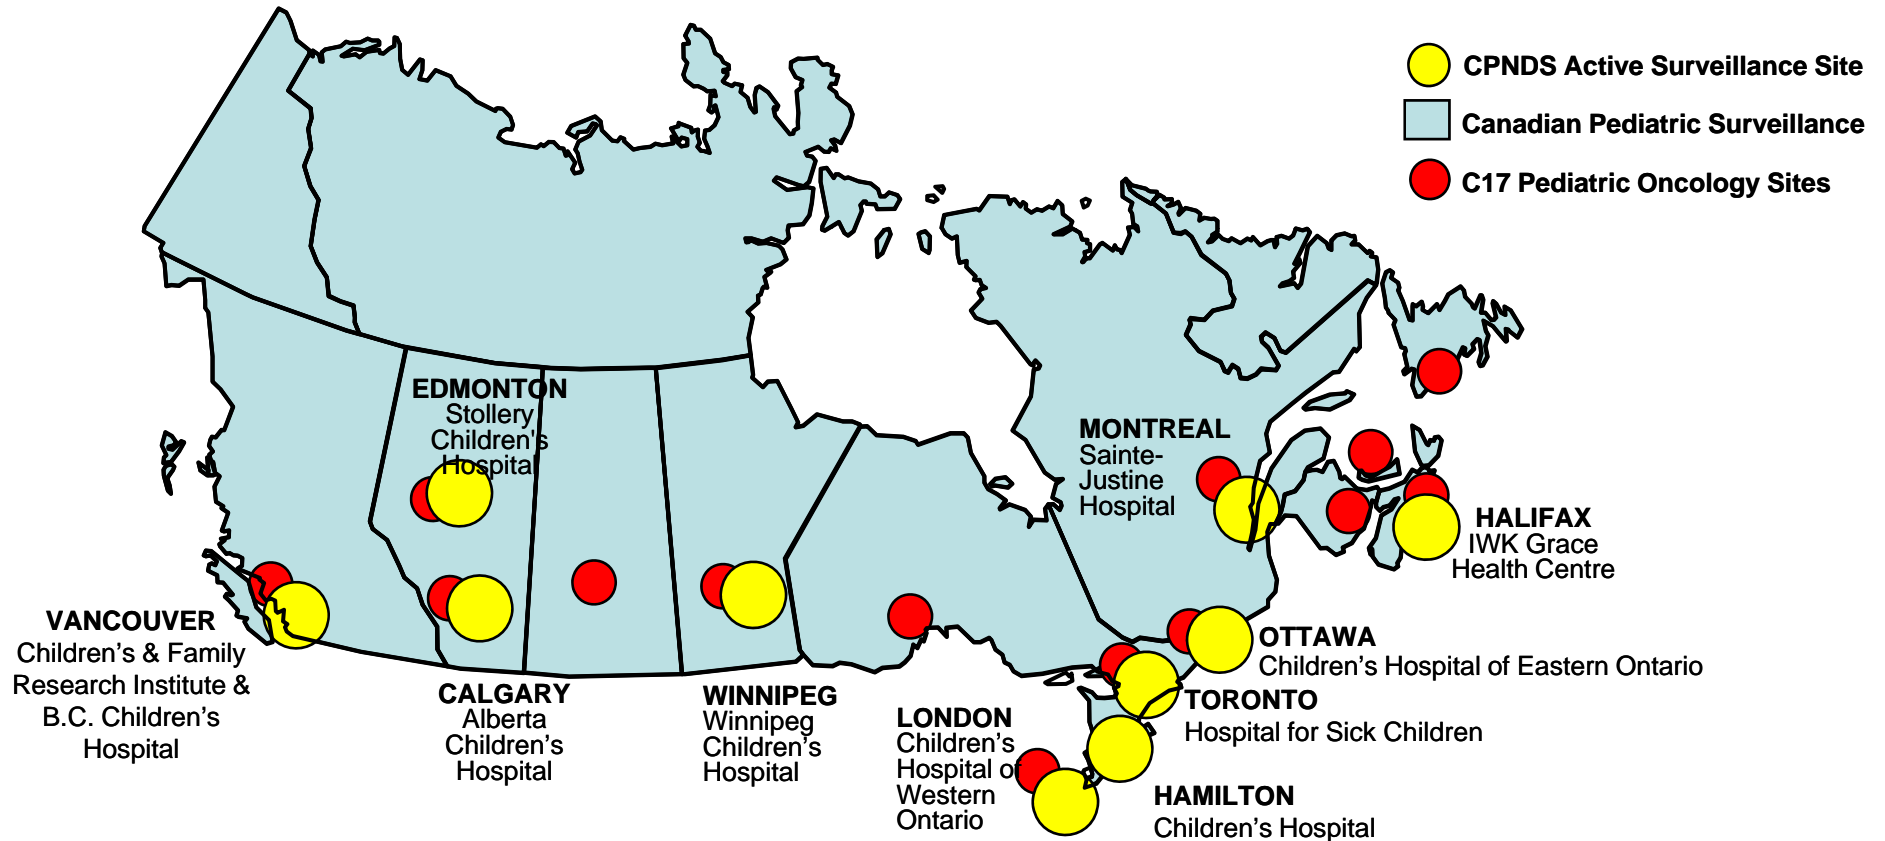 CPNDS Active Surveillance Site
Canadian Pediatric Surveillance
C17 Pediatric Oncology Sites
EDMONTON
Stollery
Children's
Hospital
MONTREAL
Sainte-
Justine
Hospital
HALIFAX
IWK Grace
Health Centre
VANCOUVER
Children's & Family
Research Institute &
B.C. Children's
Hospital
CALGARY
Alberta
Children's
Hospital
WINNIPEG
Winnipeg
Children's
Hospital
LONDON
Children's
Hospital of
Western
Ontario
OTTAWA
Children's Hospital of Eastern Ontario
TORONTO
Hospital for Sick Children
HAMILTON
Children's Hospital